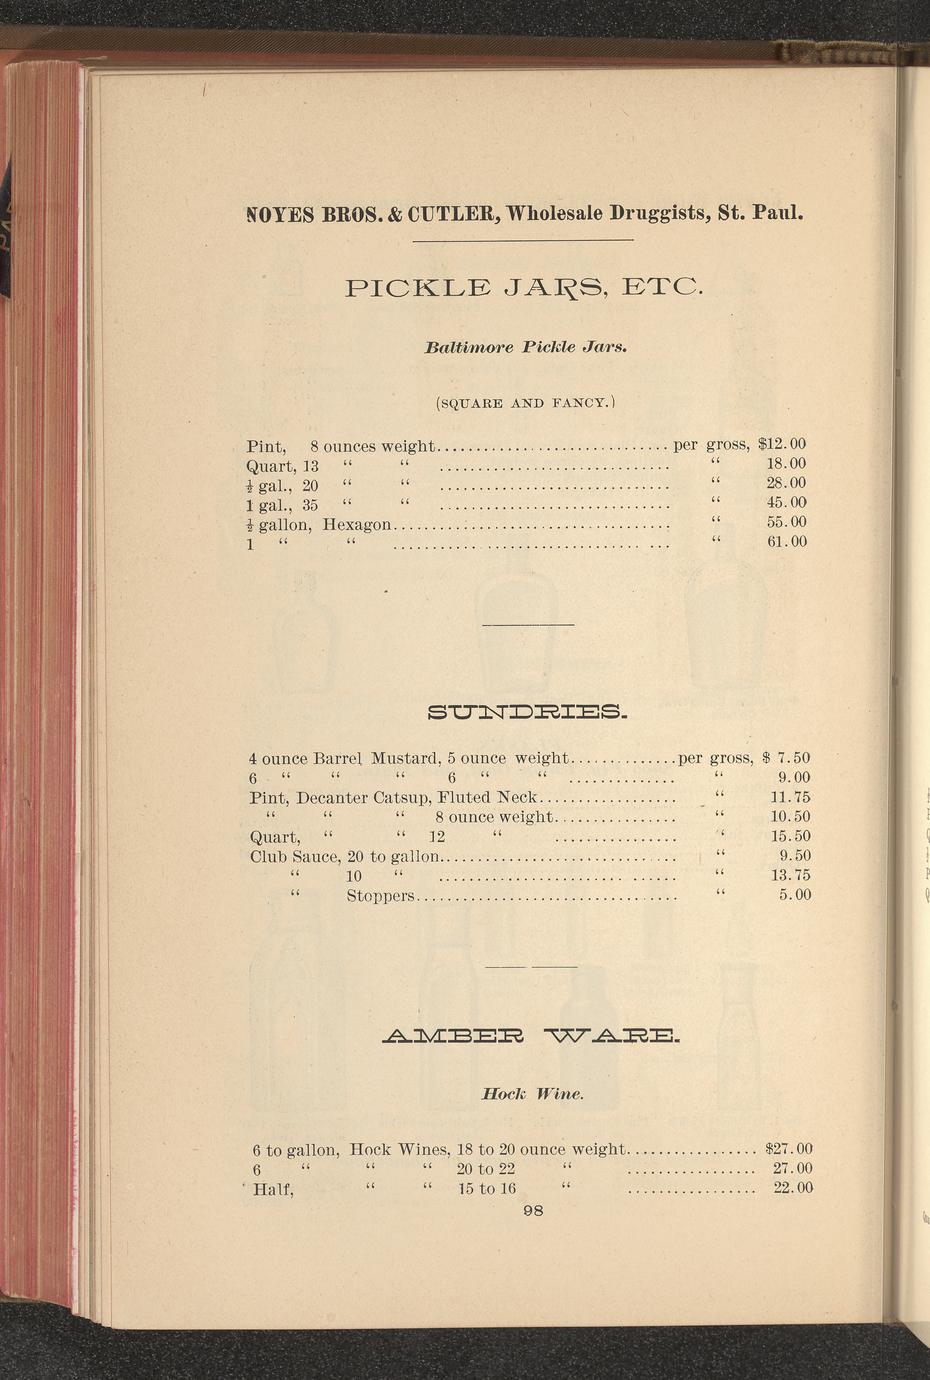 NOYES BROS. & CUTLER, Wholesale Druggists, St. Paul.
PICKLE JARS, ETC.
Baltimore Pickle Jars.
(SQUARE AND FANCY.)
Pint, 8 ounces weight.............................. per gross, $12.00
Quart, 13 “ “ .............................. “ 18.00
½ gal., 20 “ “ .............................. “ 28.00
1 gal., 35 “ “ .............................. “ 45.00
½ gallon, Hexagon.................................... “ 55.00
1 “ “ .................................... “ 61.00
SUNDRIES.
4 ounce Barrel Mustard, 5 ounce weight..............per gross, $ 7.50
6 “ “ “ 6 “ “ .............. “ 9.00
Pint, Decanter Catsup, Fluted Neck.................. “ 11.75
“ “ “ 8 ounce weight................ “ 10.50
Quart, “ “ 12 “ ................ “ 15.50
Club Sauce, 20 to gallon............................... “ 9.50
“ 10 “ ............................... “ 13.75
“ Stoppers.................................. “ 5.00
AMBER WARE.
Hock Wine.
6 to gallon, Hock Wines, 18 to 20 ounce weight................. $27.00
6 “ “ “ 20 to 22 “ ................. 27.00
Half, “ “ 15 to 16 “ ................. 22.00
98